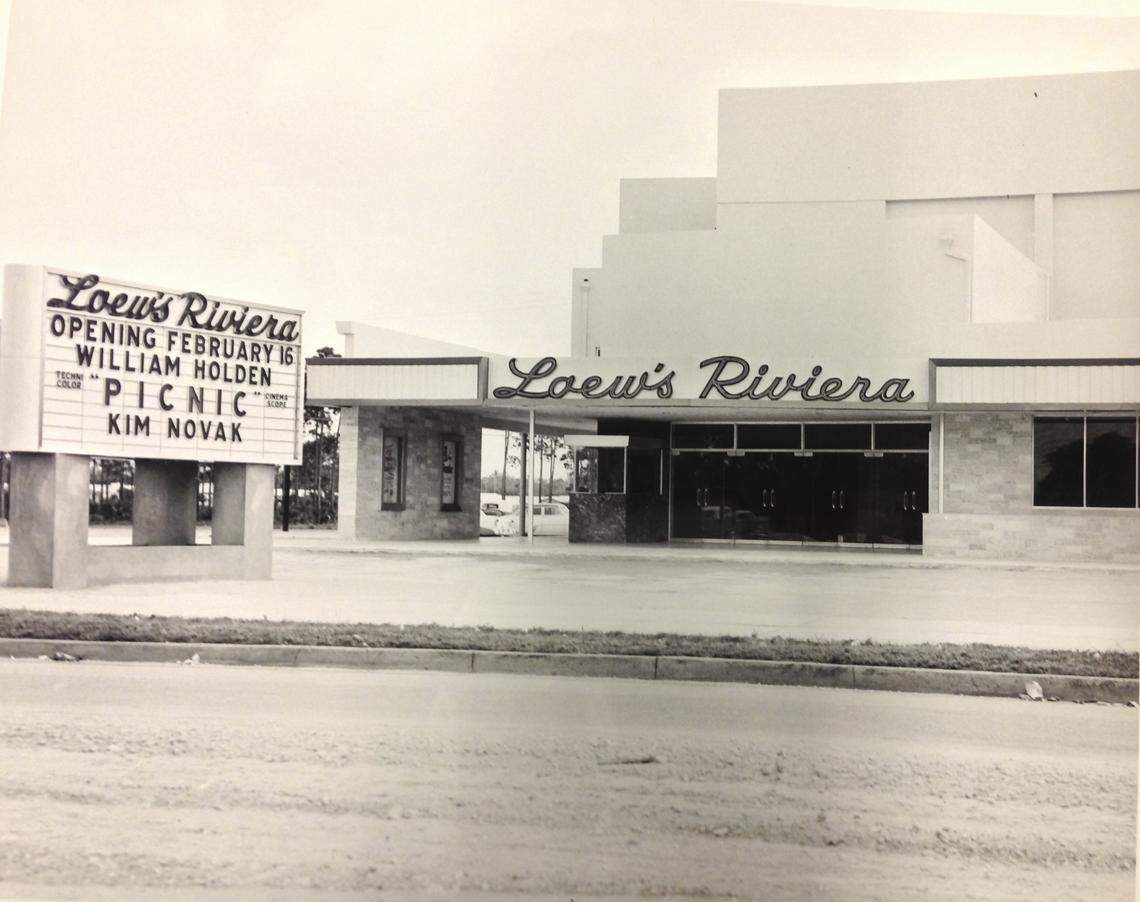 Loew's Riviera
OPENING FEBRUARY 16
WILLIAM HOLDEN
TECHNI
COLOR
"PICNIC"
CINEMA
SCOPE
KIM NOVAK
Loew's Riviera